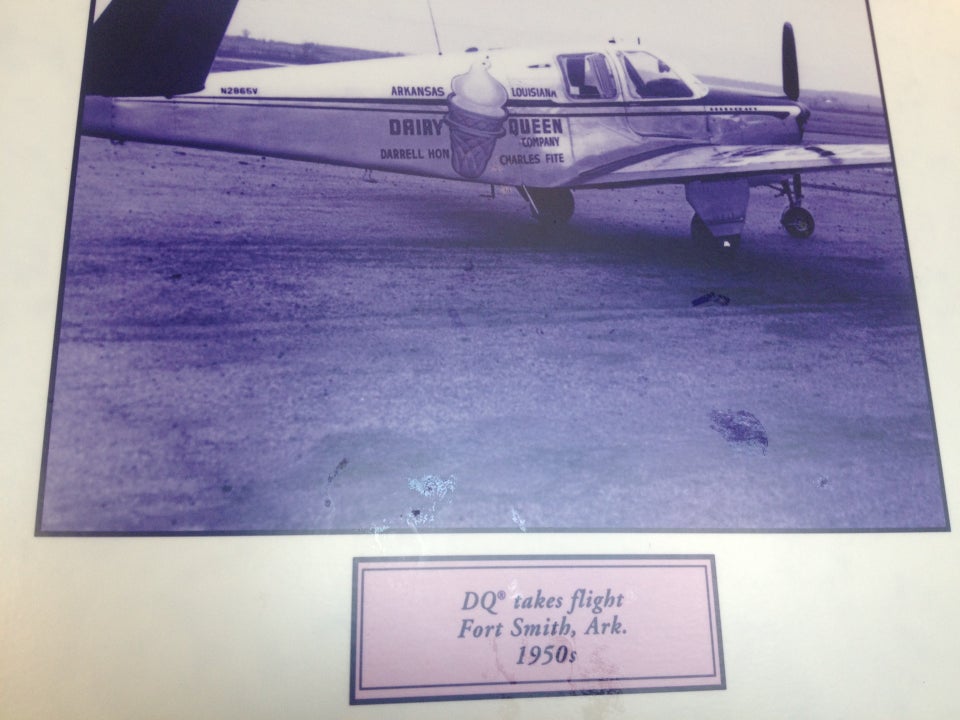 N2865V
ARKANSAS LOUISIANA
DAIRY QUEEN
COMPANY
DARRELL HON CHARLES FITE
DQ® takes flight
Fort Smith, Ark.
1950s